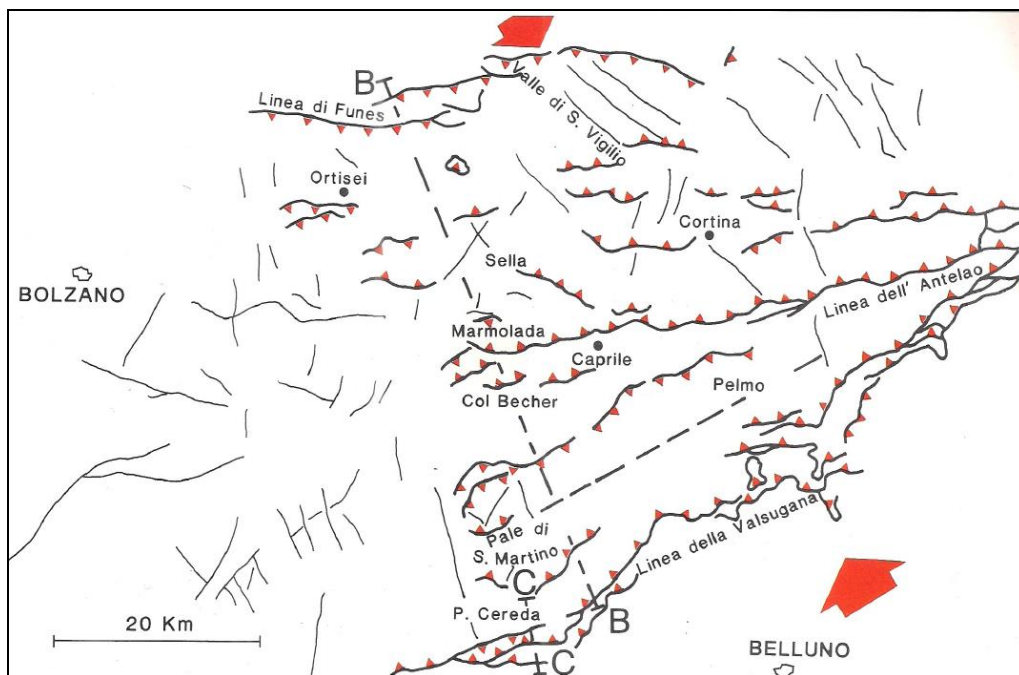 B
Linea di Funes
Valle di S. Vigilio
Ortisei
Cortina
Sella
BOLZANO
Linea dell' Antelao
Marmolada
Caprile
Pelmo
Col Becher
Pale di
S. Martino
Linea della Valsugana
C
P. Cereda
B
20 Km
C
BELLUNO